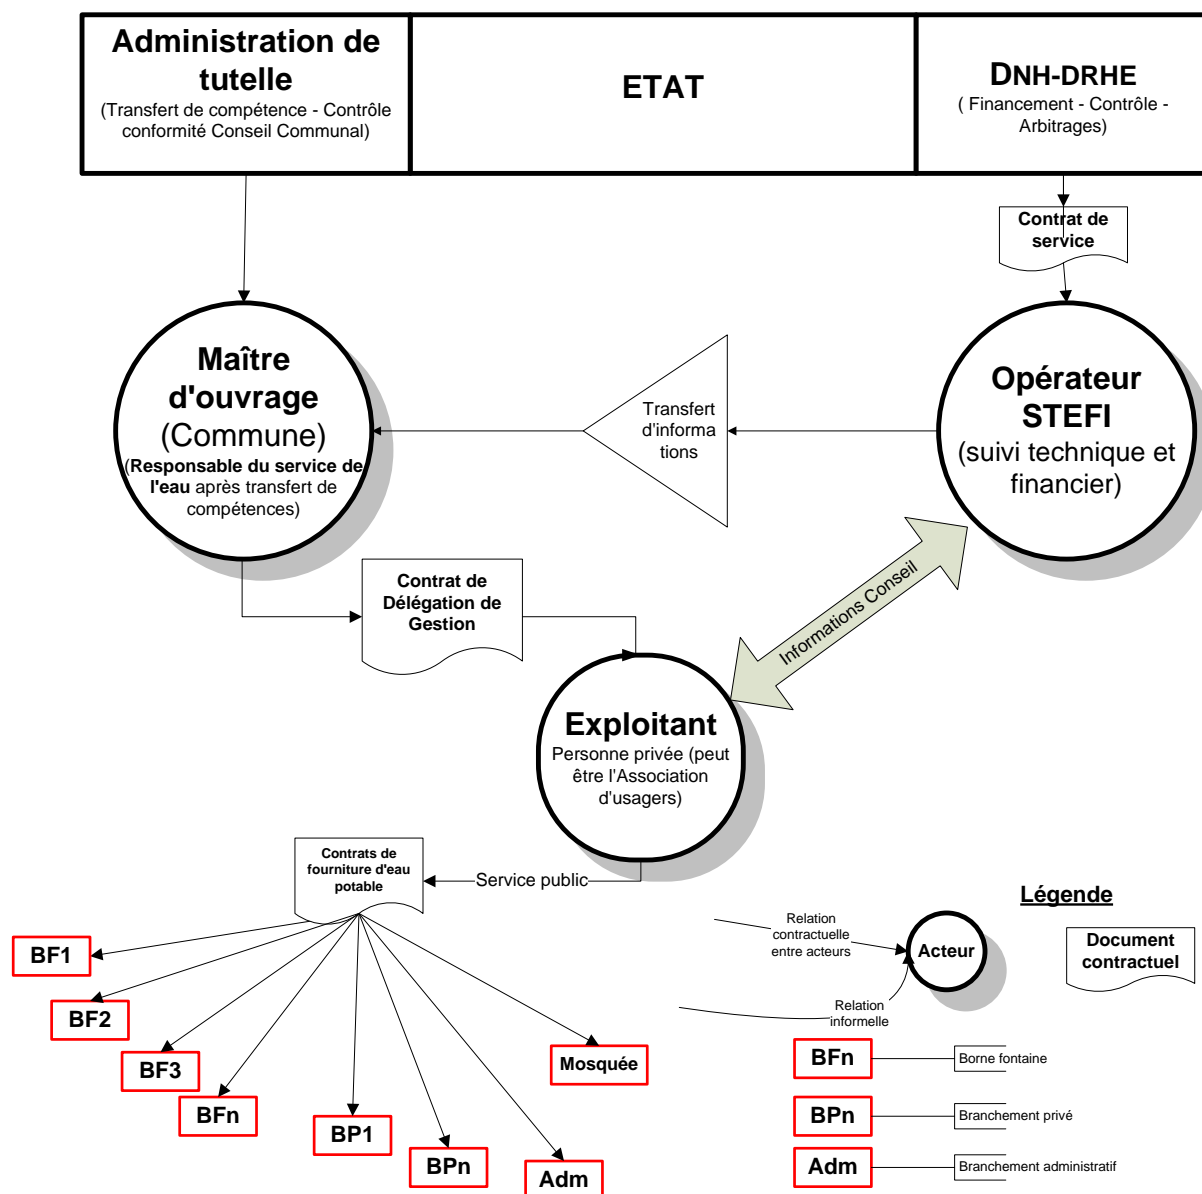 Administration de
tutelle
(Transfert de compétence - Contrôle
conformité Conseil Communal)
ETAT
DNH-DRHE
( Financement - Contrôle -
Arbitrages)
Contrat de
service
Maître
d'ouvrage
(Commune)
(Responsable du service de
l'eau après transfert de
compétences)
Transfert
d'informa
tions
Opérateur
STEFI
(suivi technique et
financier)
Contrat de
Délégation de
Gestion
Informations Conseil
Exploitant
Personne privée (peut
être l'Association
d'usagers)
Contrats de
fourniture d'eau
potable
Service public
BF1
BF2
BF3
BFn
BP1
BPn
Adm
Mosquée
Légende
Relation
contractuelle
entre acteurs
Acteur
Document
contractuel
Relation
informelle
BFn
Borne fontaine
BPn
Branchement privé
Adm
Branchement administratif